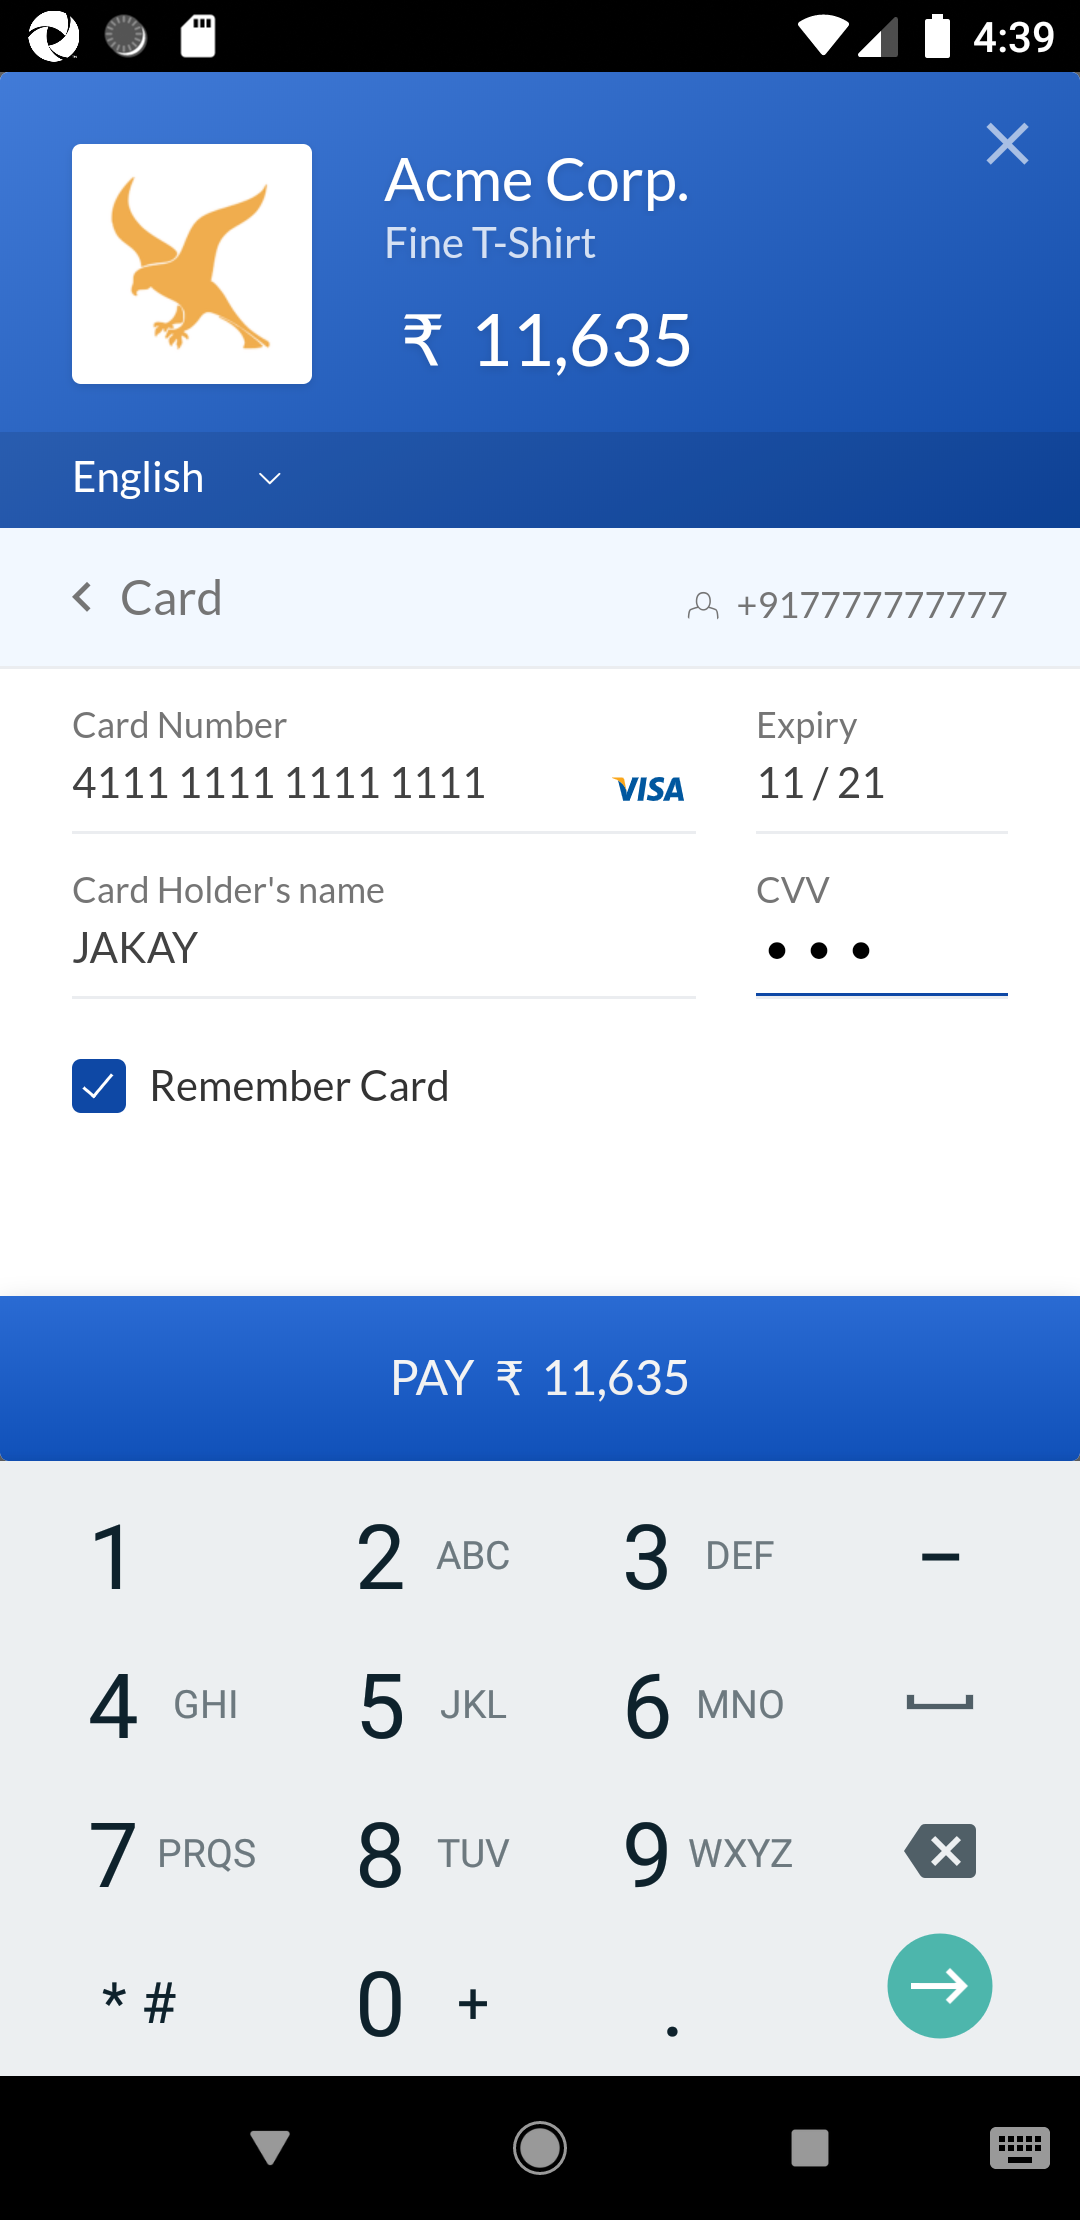 4:39
Acme Corp.
Fine T-Shirt
₹ 11,635
English
Card
+917777777777
Card Number
Expiry
4111 1111 1111 1111
VISA
11 / 21
Card Holder's name
CVV
JAKAY
•••
Remember Card
PAY ₹ 11,635
1
2 ABC
3 DEF
–
4 GHI
5 JKL
6 MNO
7 PRQS
8 TUV
9 WXYZ
* #
0 +
.